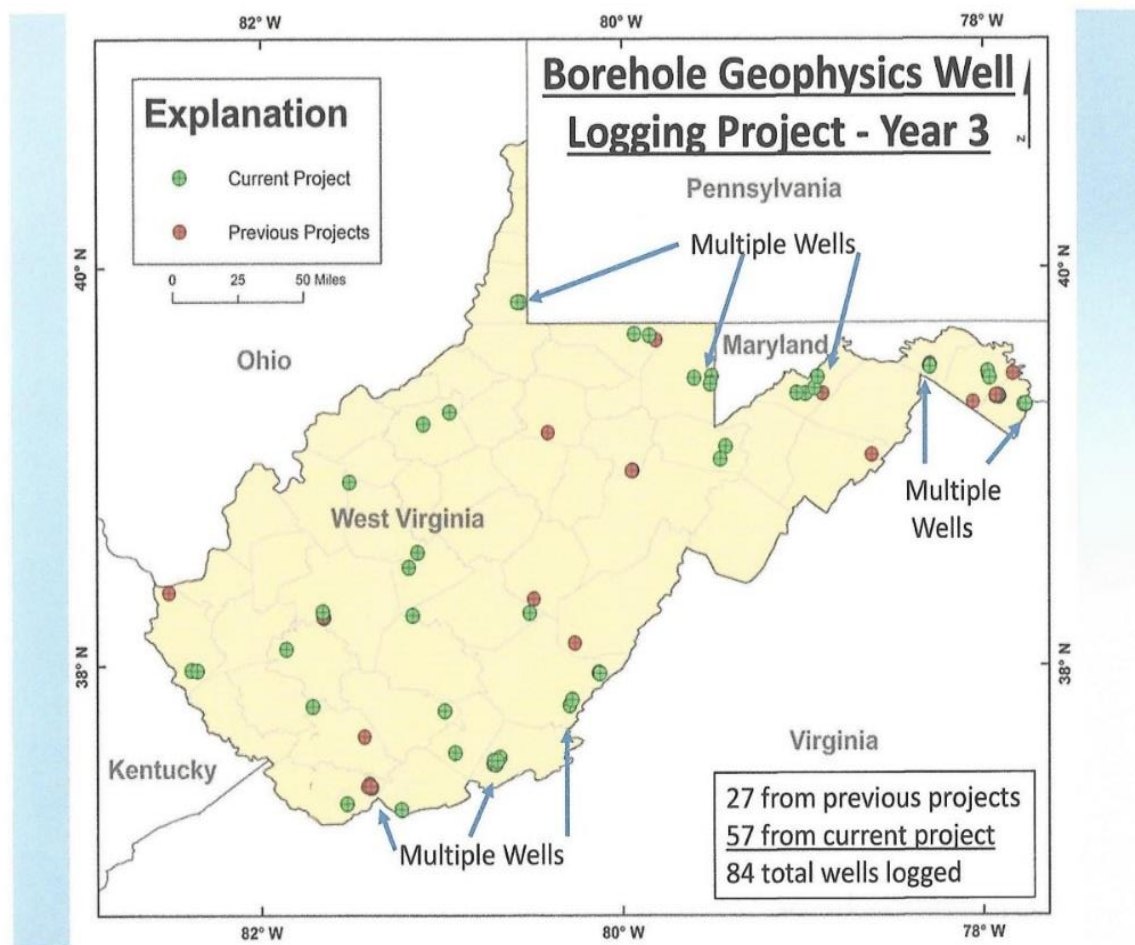 82° W
80° W
78° W
Borehole Geophysics Well
Logging Project - Year 3
N
Explanation
Current Project
Previous Projects
0 25 50 Miles
40° N
40° N
Pennsylvania
Multiple Wells
Ohio
Maryland
Multiple
Wells
West Virginia
38° N
38° N
Virginia
Kentucky
Multiple Wells
27 from previous projects
57 from current project
84 total wells logged
82° W
80° W
78° W